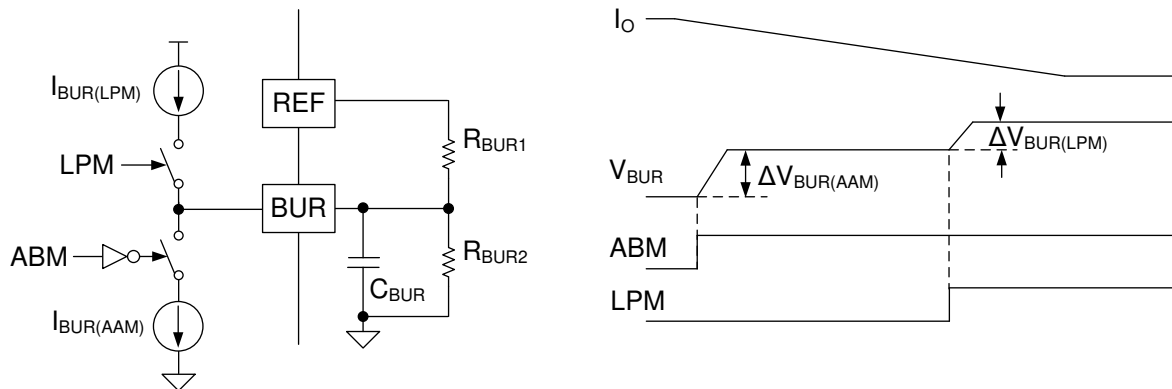 I_BUR(LPM)
LPM
ABM
I_BUR(AAM)
REF
BUR
R_BUR1
R_BUR2
C_BUR
I_O
V_BUR
ΔV_BUR(AAM)
ΔV_BUR(LPM)
ABM
LPM